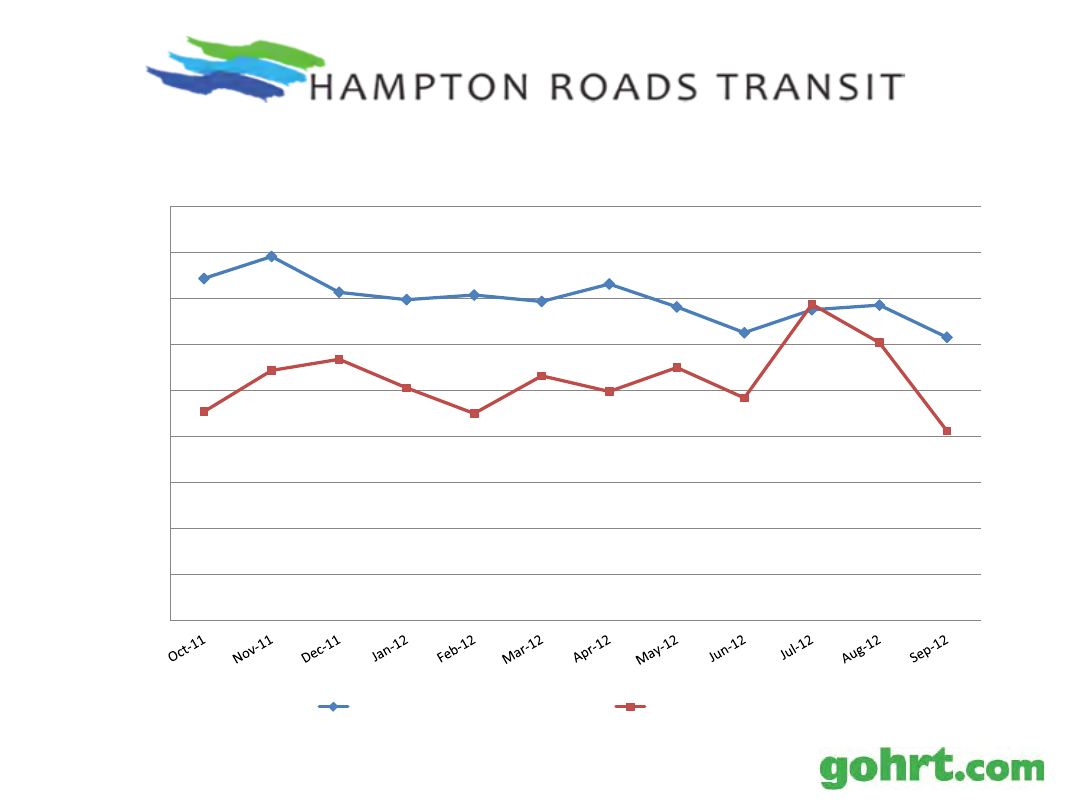 HAMPTON ROADS TRANSIT
Oct-11
Nov-11
Dec-11
Jan-12
Feb-12
Mar-12
Apr-12
May-12
Jun-12
Jul-12
Aug-12
Sep-12
gohrt.com